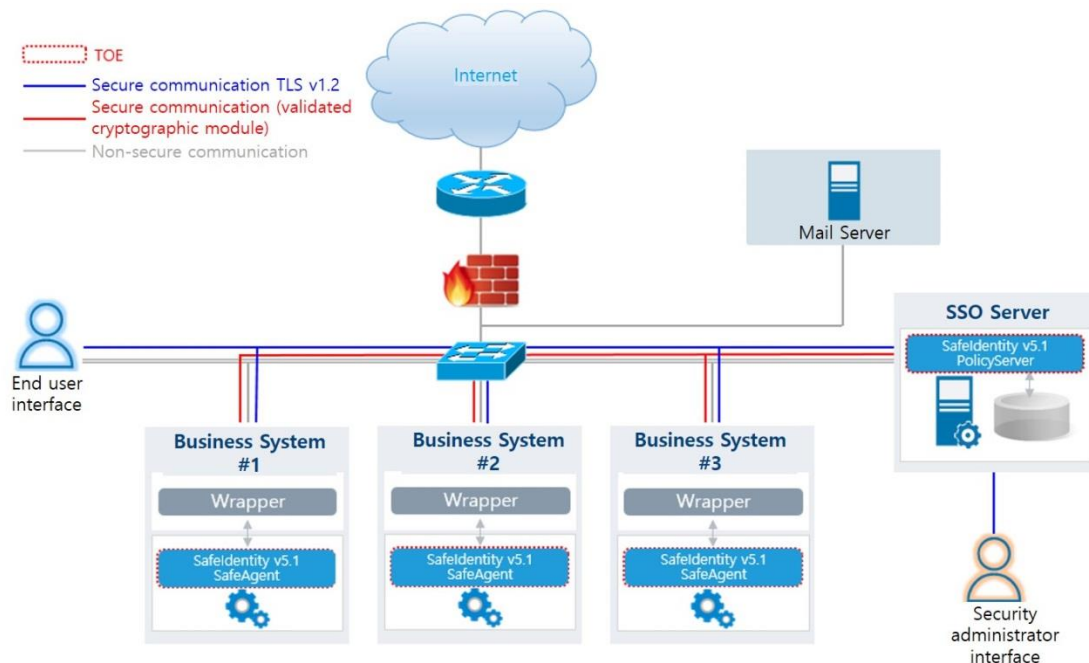 TOE
Secure communication TLS v1.2
Secure communication (validated
cryptographic module)
Non-secure communication
Internet
Mail Server
SSO Server
SafeIdentity v5.1
PolicyServer
End user
interface
Business System
#1
Wrapper
SafeIdentity v5.1
SafeAgent
Business System
#2
Wrapper
SafeIdentity v5.1
SafeAgent
Business System
#3
Wrapper
SafeIdentity v5.1
SafeAgent
Security
administrator
interface